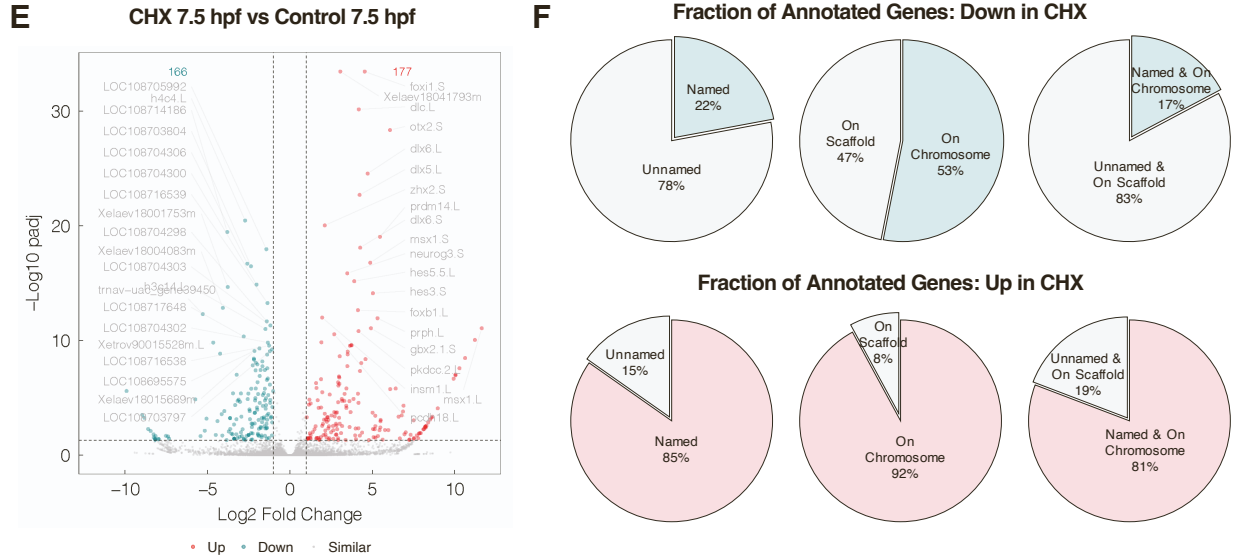 E
CHX 7.5 hpf vs Control 7.5 hpf
166
177
LOC108705992
h4c4.L
LOC108714186
LOC108703804
LOC108704306
LOC108704300
LOC108716539
Xelaev18001753m
LOC108704298
Xelaev18004083m
LOC108704303
h3c14.L
trnav-uac_gene39450
LOC108717648
LOC108704302
Xetrov90015528m.L
LOC108716538
LOC108695575
Xelaev18015689m
LOC108703797
foxi1.S
Xelaev18041793m
dlc.L
otx2.S
dlx6.L
dlx5.L
zhx2.S
prdm14.L
dlx6.S
msx1.S
neurog3.S
hes5.5.L
hes3.S
foxb1.L
prph.L
gbx2.1.S
pkdcc.2.L
insm1.L
msx1.L
pcdh18.L
−Log10 padj
30
20
10
0
−10
−5
0
5
10
Log2 Fold Change
Up
Down
Similar
F
Fraction of Annotated Genes: Down in CHX
Named
22%
Unnamed
78%
On
Scaffold
47%
On
Chromosome
53%
Named & On
Chromosome
17%
Unnamed &
On Scaffold
83%
Fraction of Annotated Genes: Up in CHX
Unnamed
15%
Named
85%
On
Scaffold
8%
On
Chromosome
92%
Unnamed &
On Scaffold
19%
Named & On
Chromosome
81%